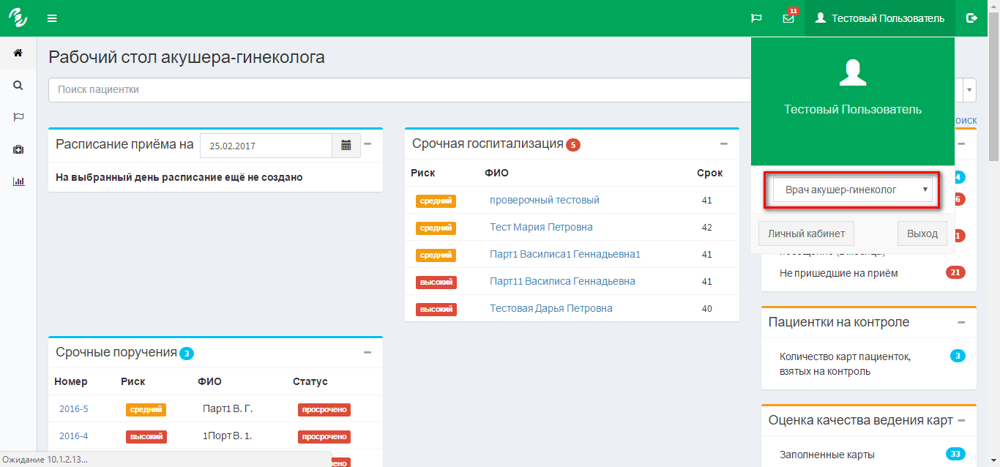 11
Тестовый Пользователь
Рабочий стол акушера-гинеколога
Поиск пациентки
Тестовый Пользователь
оиск
Врач акушер-гинеколог
Личный кабинет Выход
Расписание приёма на 25.02.2017
На выбранный день расписание ещё не создано
Срочная госпитализация 5
Риск ФИО Срок
средний проверочный тестовый 41
средний Тест Мария Петровна 42
средний Парт1 Василиса1 Геннадьевна1 41
высокий Парт11 Василиса Геннадьевна 41
высокий Тестовая Дарья Петровна 40
4
6
1
Не пришедшие на приём 21
Пациентки на контроле
Количество карт пациенток, 3
взятых на контроль
Оценка качества ведения карт
Заполненные карты 33
Срочные поручения 3
Номер Риск ФИО Статус
2016-5 средний Парт1 В. Г. просрочено
2016-4 высокий 1Порт В. 1. просрочено
ено
Ожидание 10.1.2.13...